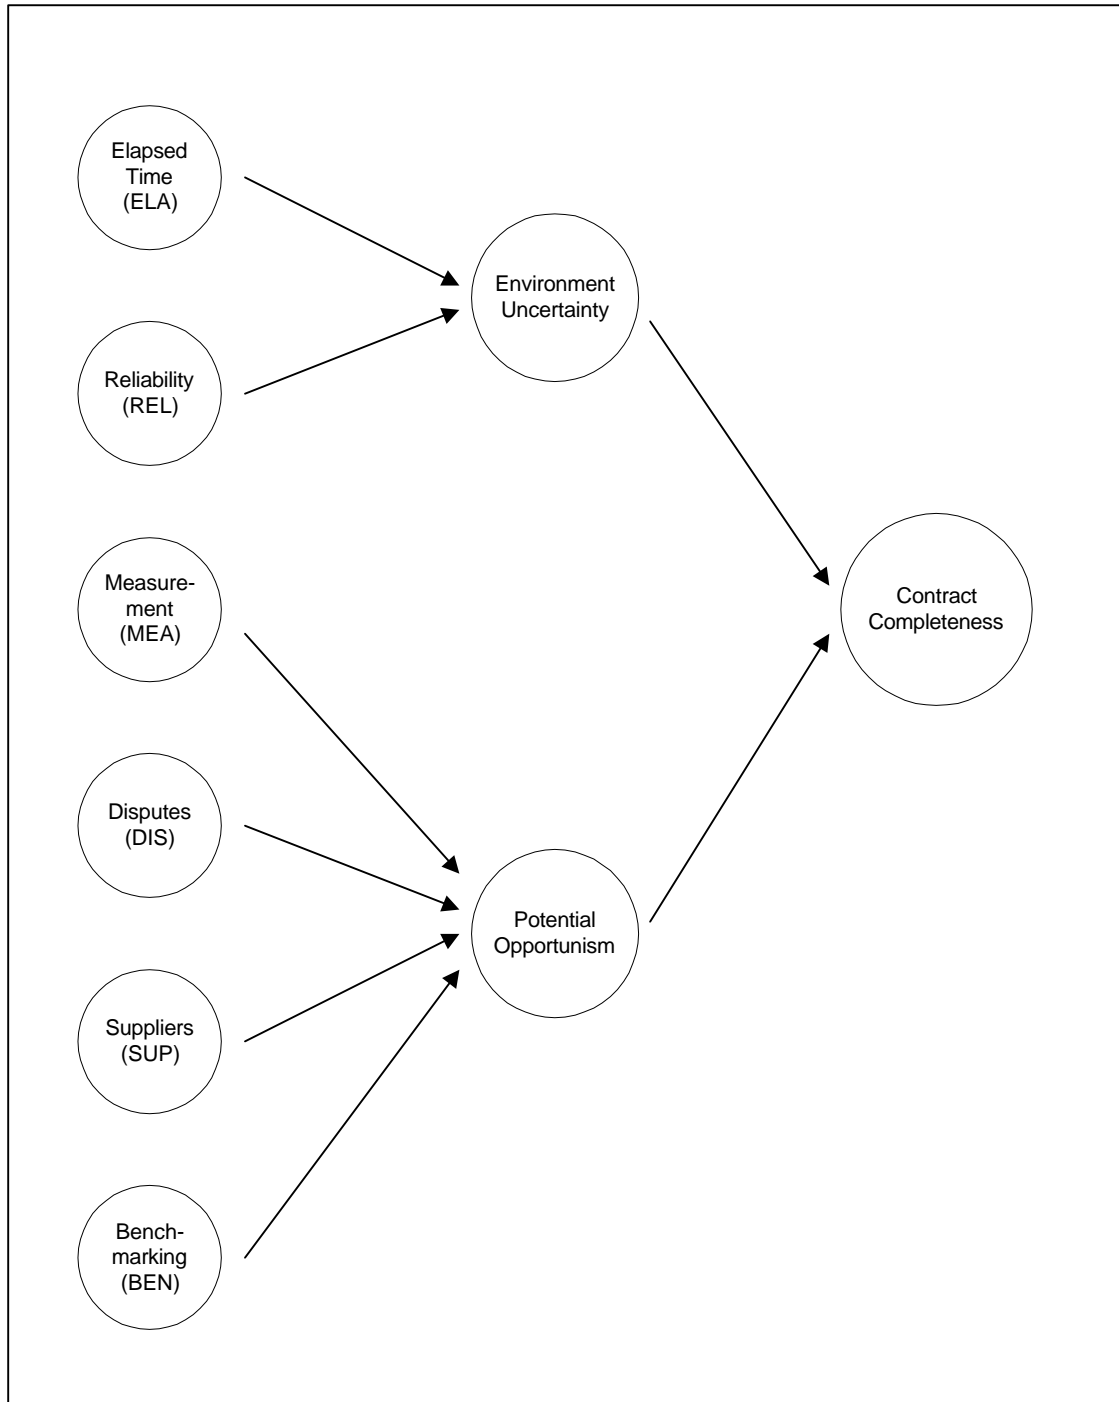 Elapsed
Time
(ELA)
Environment
Uncertainty
Reliability
(REL)
Measure-
ment
(MEA)
Contract
Completeness
Disputes
(DIS)
Potential
Opportunism
Suppliers
(SUP)
Bench-
marking
(BEN)